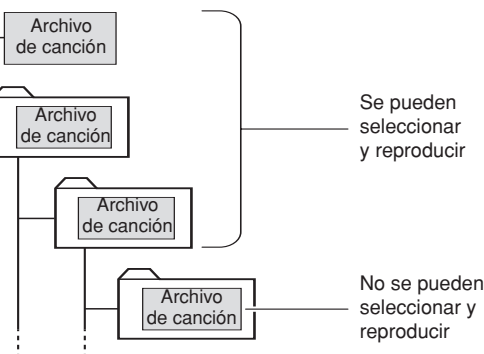 Archivo
de canción
Archivo
de canción
Se pueden
seleccionar
y reproducir
Archivo
de canción
Archivo
de canción
No se pueden
seleccionar y
reproducir